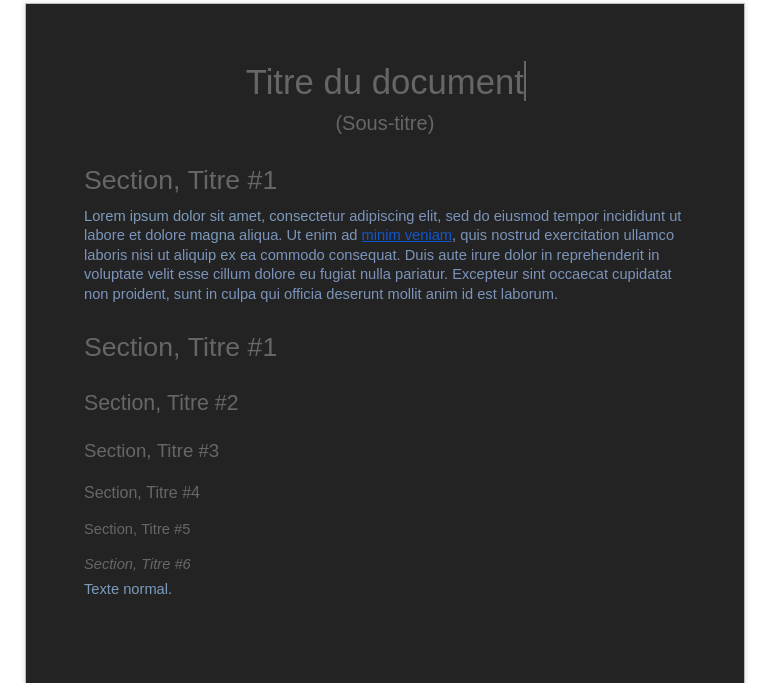 Titre du document
(Sous-titre)
Section, Titre #1
Lorem ipsum dolor sit amet, consectetur adipiscing elit, sed do eiusmod tempor incididunt ut
labore et dolore magna aliqua. Ut enim ad minim veniam, quis nostrud exercitation ullamco
laboris nisi ut aliquip ex ea commodo consequat. Duis aute irure dolor in reprehenderit in
voluptate velit esse cillum dolore eu fugiat nulla pariatur. Excepteur sint occaecat cupidatat
non proident, sunt in culpa qui officia deserunt mollit anim id est laborum.
Section, Titre #1
Section, Titre #2
Section, Titre #3
Section, Titre #4
Section, Titre #5
Section, Titre #6
Texte normal.